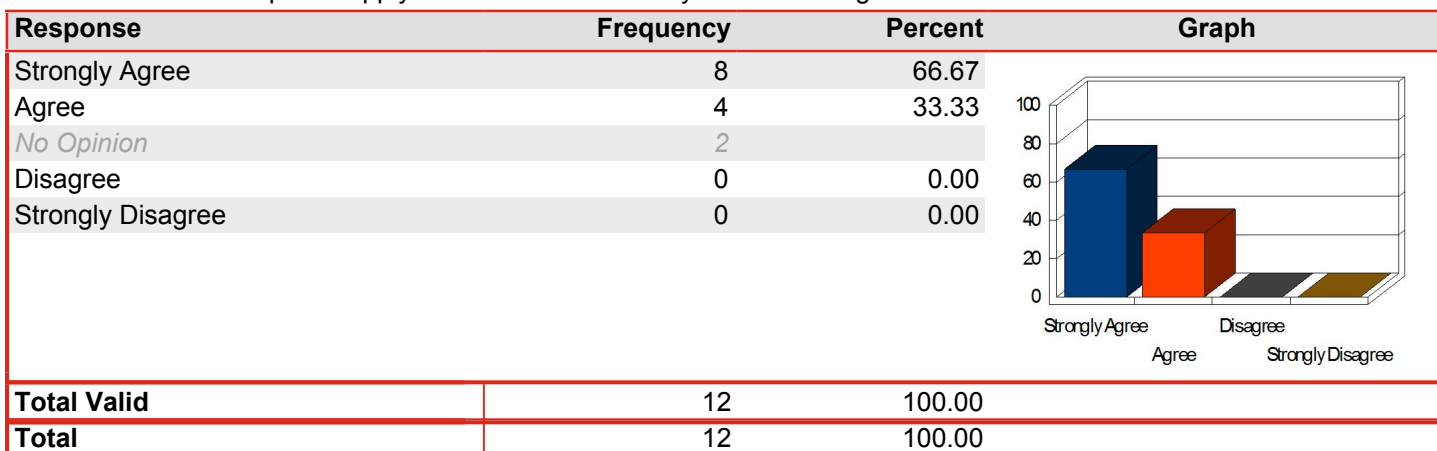 Response Frequency Percent Graph
Strongly Agree 8 66.67
Agree 4 33.33
No Opinion 2
Disagree 0 0.00
Strongly Disagree 0 0.00
100
80
60
40
20
0
Strongly Agree Disagree
Agree Strongly Disagree
Total Valid 12 100.00
Total 12 100.00